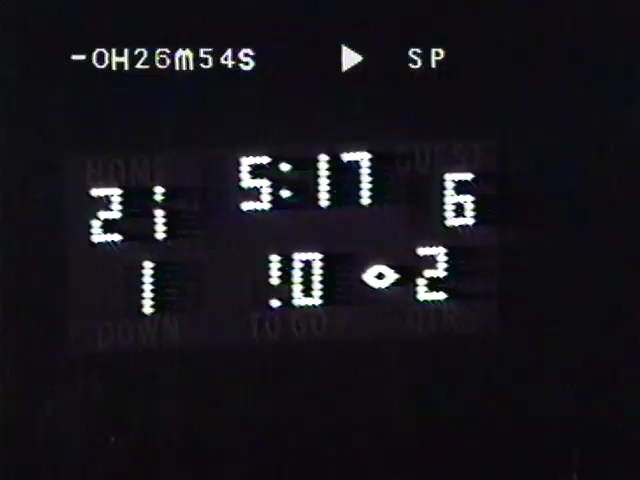 -0H26m54s ▶ SP
HOME 5:17 GUEST
21 6
1 10 2
DOWN TO GO QTR